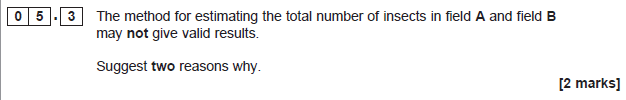 0 5 . 3 The method for estimating the total number of insects in field A and field B
may not give valid results.
Suggest two reasons why.
[2 marks]